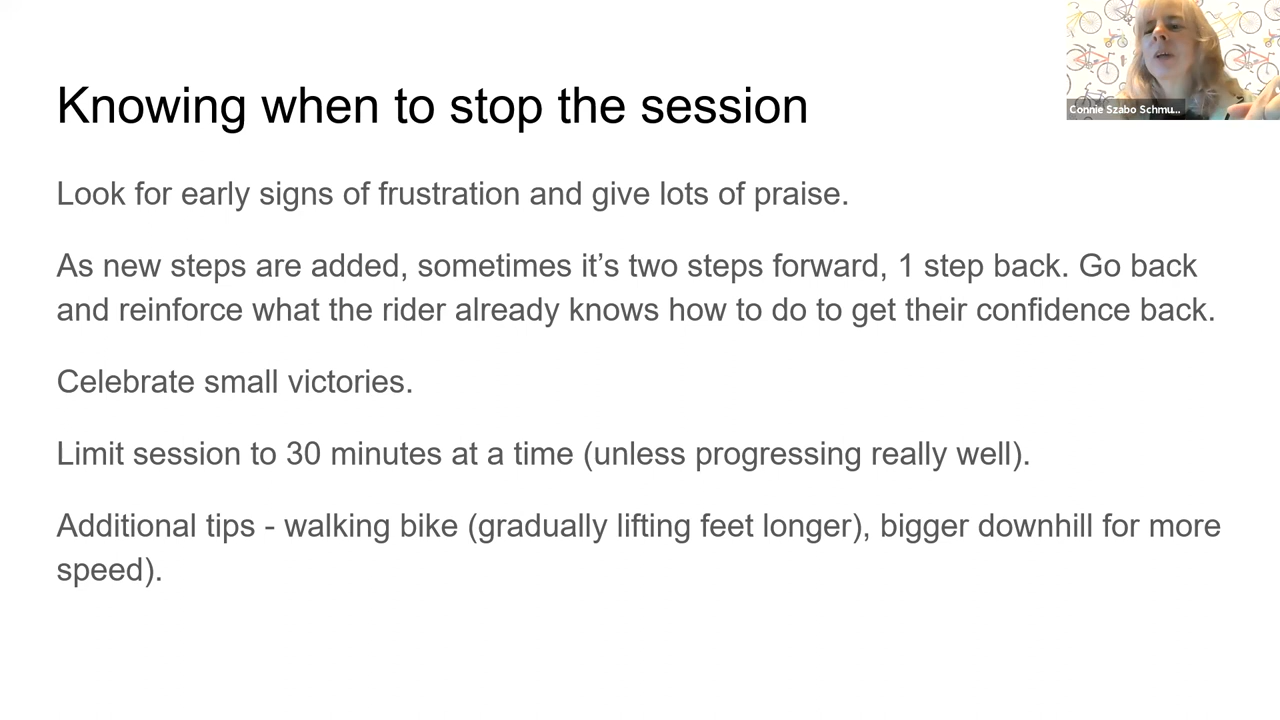 Knowing when to stop the session
Connie Szabo Schmu...
Look for early signs of frustration and give lots of praise.
As new steps are added, sometimes it’s two steps forward, 1 step back. Go back
and reinforce what the rider already knows how to do to get their confidence back.
Celebrate small victories.
Limit session to 30 minutes at a time (unless progressing really well).
Additional tips - walking bike (gradually lifting feet longer), bigger downhill for more
speed).